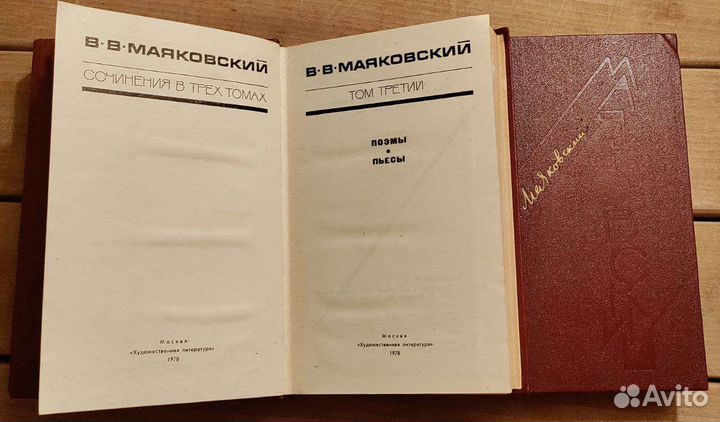 В·В·МАЯКОВСКИЙ
СОЧИНЕНИЯ В ТРЕХ ТОМАХ
Москва
«Художественная литература»
1978
В·В·МАЯКОВСКИЙ
ТОМ ТРЕТИЙ
ПОЭМЫ
•
ПЬЕСЫ
Москва
«Художественная литература»
1978
Маяковский
Avito